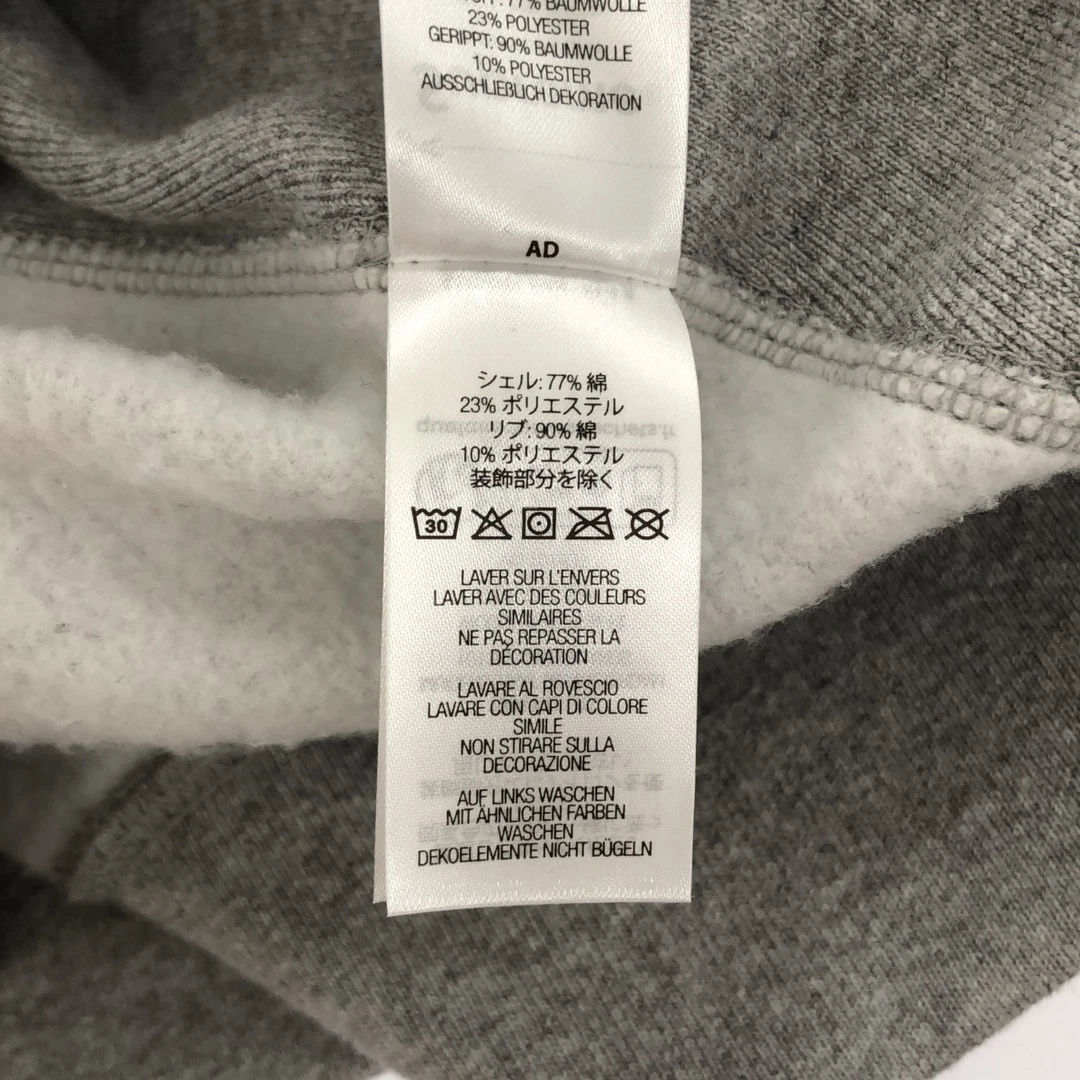 77% BAUMWOLLE
23% POLYESTER
GERIPPT: 90% BAUMWOLLE
10% POLYESTER
AUSSCHLIEẞLICH DEKORATION
AD
シェル: 77% 綿
23% ポリエステル
リブ: 90% 綿
10% ポリエステル
装飾部分を除く
30
LAVER SUR L'ENVERS
LAVER AVEC DES COULEURS
SIMILAIRES
NE PAS REPASSER LA
DÉCORATION
LAVARE AL ROVESCIO
LAVARE CON CAPI DI COLORE
SIMILE
NON STIRARE SULLA
DECORAZIONE
AUF LINKS WASCHEN
MIT ÄHNLICHEN FARBEN
WASCHEN
DEKOELEMENTE NICHT BÜGELN